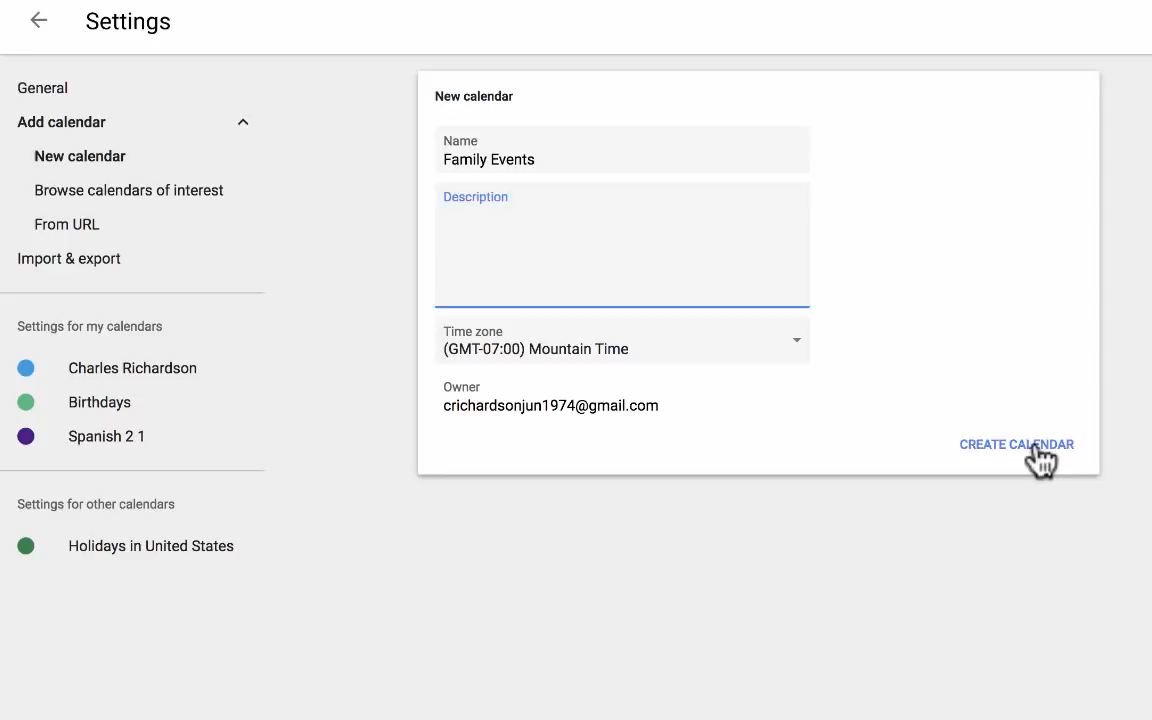 Settings
General
Add calendar
New calendar
Browse calendars of interest
From URL
Import & export
Settings for my calendars
Charles Richardson
Birthdays
Spanish 2 1
Settings for other calendars
Holidays in United States
New calendar
Name
Family Events
Description
Time zone
(GMT-07:00) Mountain Time
Owner
crichardsonjun1974@gmail.com
CREATE CALENDAR